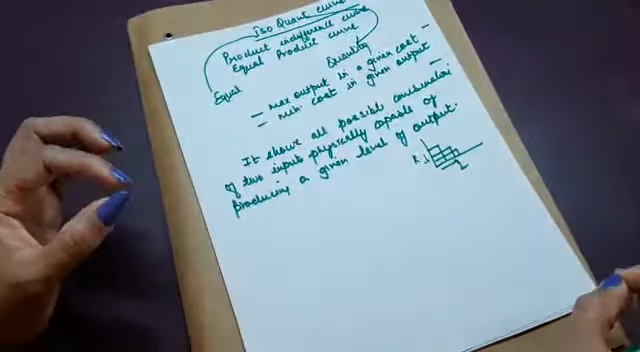 Iso Quant curve
Product indifference curve
Equal Product curve
Equal Quantity
- max output in a given cost -
- min. cost in given output -
It shows all possible combination
of two inputs physically capable of
producing a given level of output.
K L